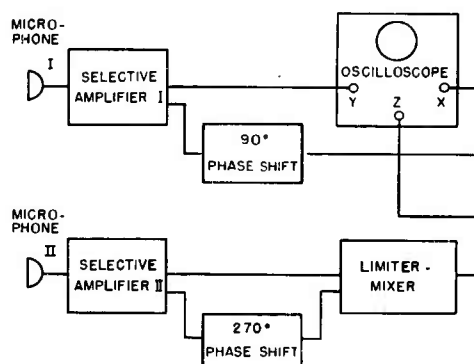 MICRO-
PHONE
I
SELECTIVE
AMPLIFIER I
OSCILLOSCOPE
Y
Z
X
90°
PHASE SHIFT
MICRO-
PHONE
II
SELECTIVE
AMPLIFIER II
LIMITER -
MIXER
270°
PHASE SHIFT